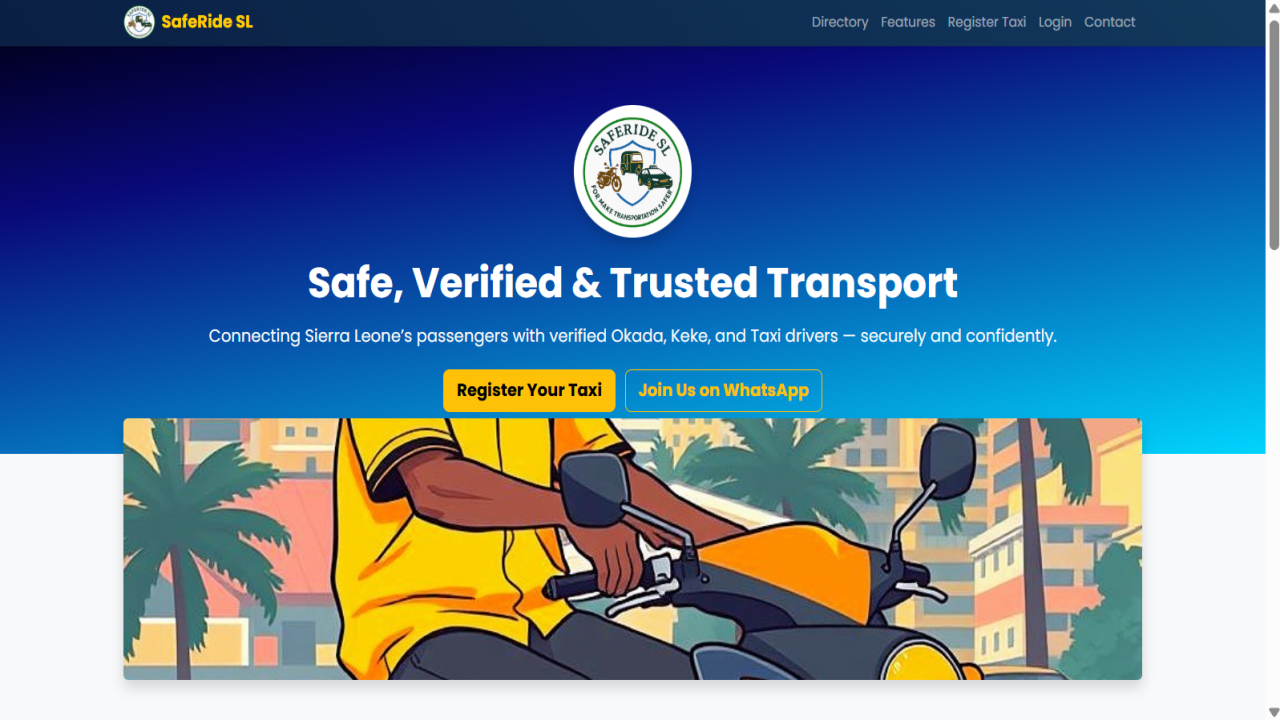 SafeRide SL
Directory Features Register Taxi Login Contact
SAFERIDE SL
FOR MAKE TRANSPORTATION SAFER
Safe, Verified & Trusted Transport
Connecting Sierra Leone’s passengers with verified Okada, Keke, and Taxi drivers — securely and confidently.
Register Your Taxi
Join Us on WhatsApp